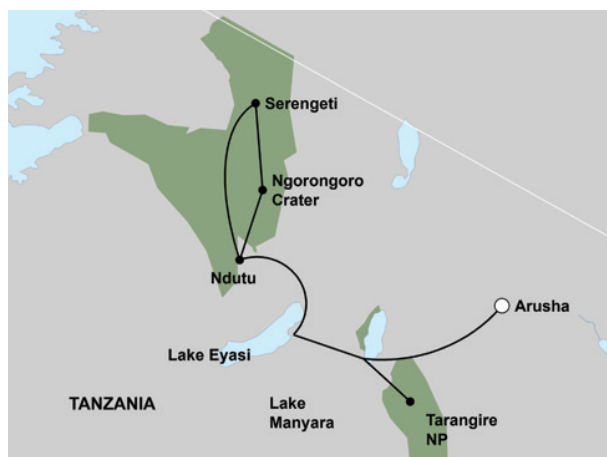 Serengeti
Ngorongoro
Crater
Ndutu
Arusha
Lake Eyasi
TANZANIA
Lake
Manyara
Tarangire
NP